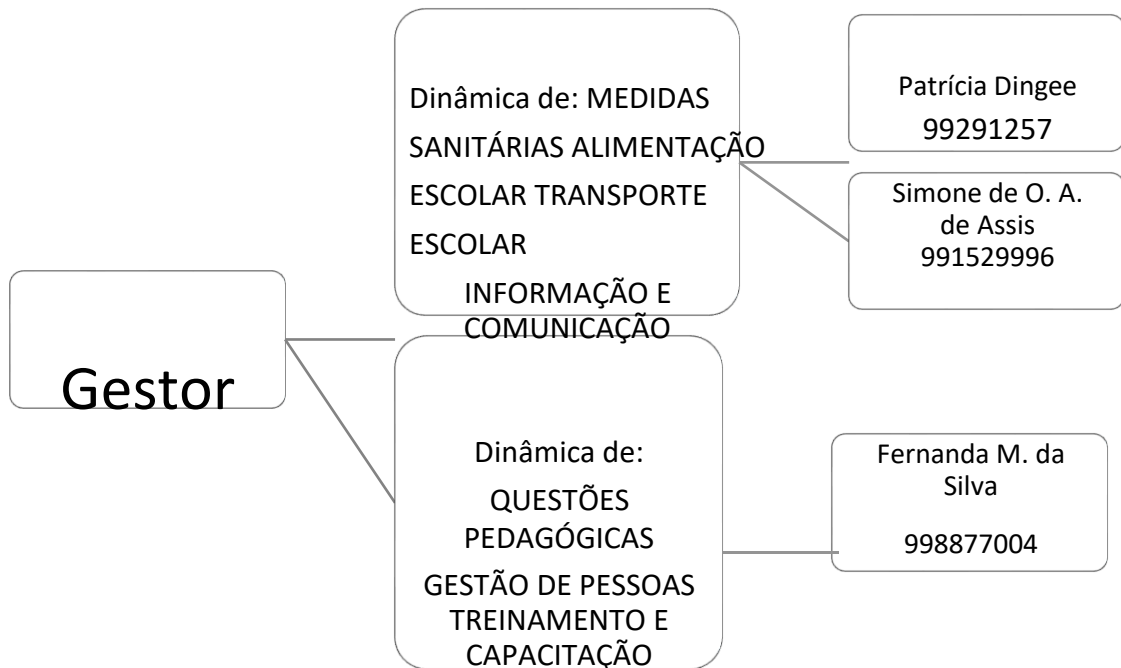 Gestor
Dinâmica de: MEDIDAS
SANITÁRIAS ALIMENTAÇÃO
ESCOLAR TRANSPORTE
ESCOLAR
INFORMAÇÃO E
COMUNICAÇÃO
Patrícia Dingee
99291257
Simone de O. A.
de Assis
991529996
Dinâmica de:
QUESTÕES
PEDAGÓGICAS
GESTÃO DE PESSOAS
TREINAMENTO E
CAPACITAÇÃO
Fernanda M. da
Silva
998877004